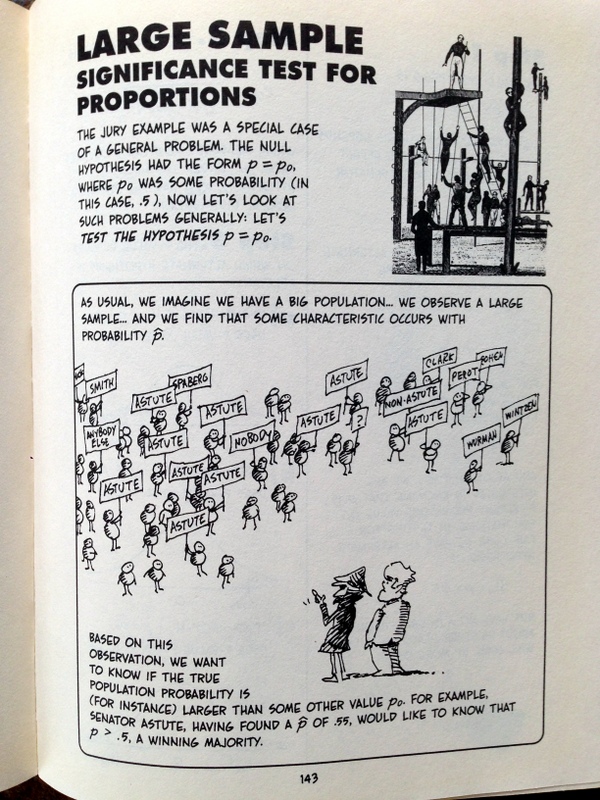 LARGE SAMPLE
SIGNIFICANCE TEST FOR
PROPORTIONS
THE JURY EXAMPLE WAS A SPECIAL CASE
OF A GENERAL PROBLEM. THE NULL
HYPOTHESIS HAD THE FORM p = p₀,
WHERE p₀ WAS SOME PROBABILITY (IN
THIS CASE, .5), NOW LET'S LOOK AT
SUCH PROBLEMS GENERALLY: LET'S
TEST THE HYPOTHESIS p = p₀.
AS USUAL, WE IMAGINE WE HAVE A BIG POPULATION... WE OBSERVE A LARGE
SAMPLE... AND WE FIND THAT SOME CHARACTERISTIC OCCURS WITH
PROBABILITY p̂.
SMITH
ASTUTE
SPABERG
ASTUTE
ASTUTE
CLARK
PEROT
NON-ASTUTE
ANYBODY
ELSE
ASTUTE
NOBODY
ASTUTE
?
ASTUTE
WURMAN
WINTZEN
ASTUTE
ASTUTE
ASTUTE
ASTUTE
BASED ON THIS
OBSERVATION, WE WANT
TO KNOW IF THE TRUE
POPULATION PROBABILITY IS
(FOR INSTANCE) LARGER THAN SOME OTHER VALUE p₀. FOR EXAMPLE,
SENATOR ASTUTE, HAVING FOUND A p̂ OF .55, WOULD LIKE TO KNOW THAT
p > .5, A WINNING MAJORITY.
143